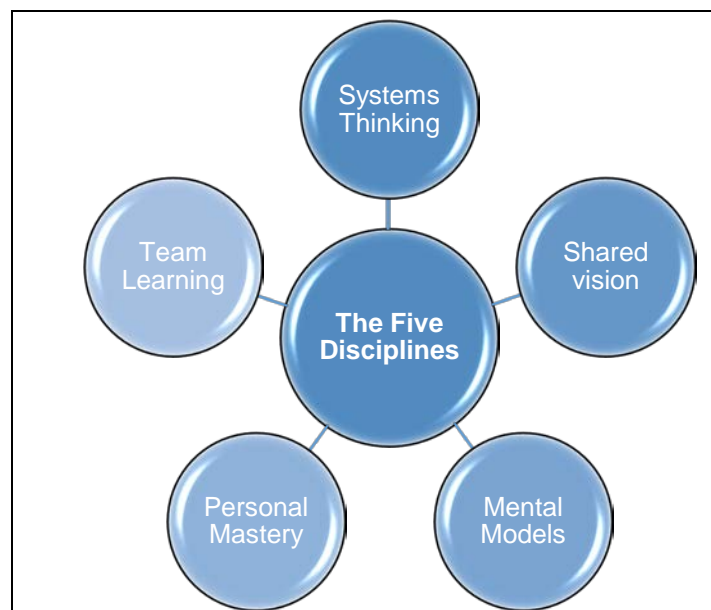 Systems
Thinking
Shared
vision
Mental
Models
Personal
Mastery
Team
Learning
The Five
Disciplines